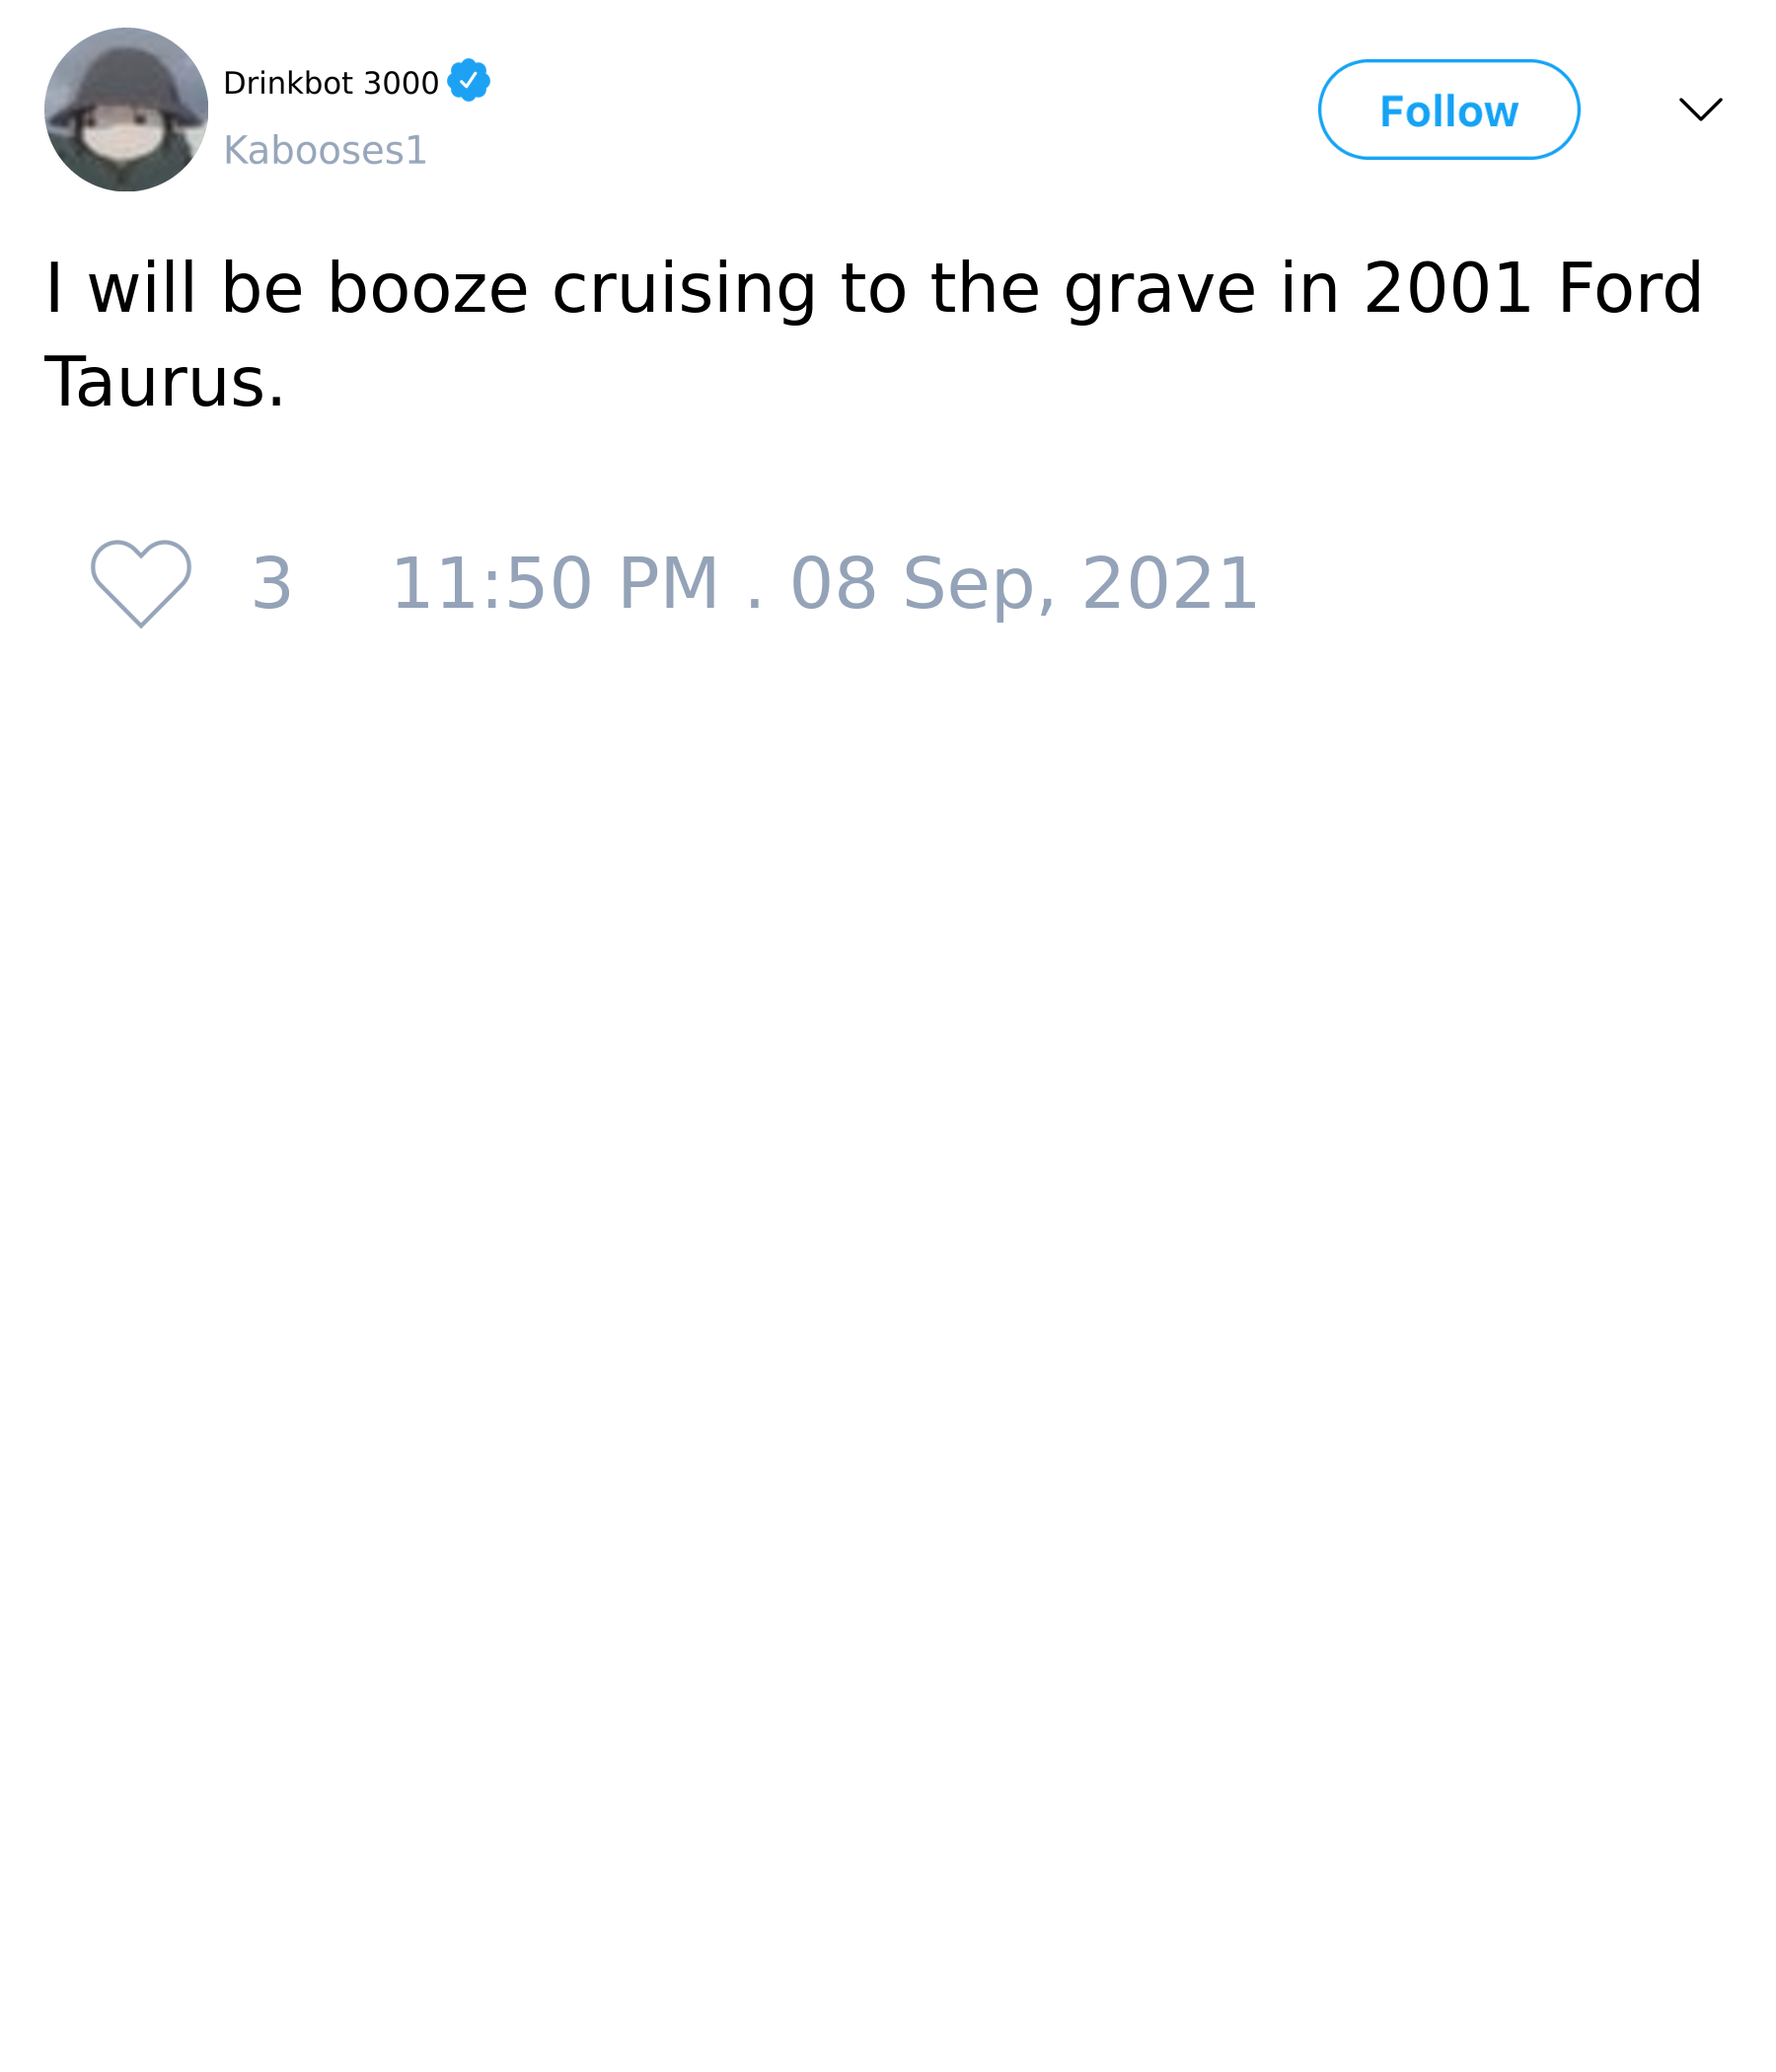 Drinkbot 3000
Kabooses1
Follow
I will be booze cruising to the grave in 2001 Ford
Taurus.
3 11:50 PM . 08 Sep, 2021